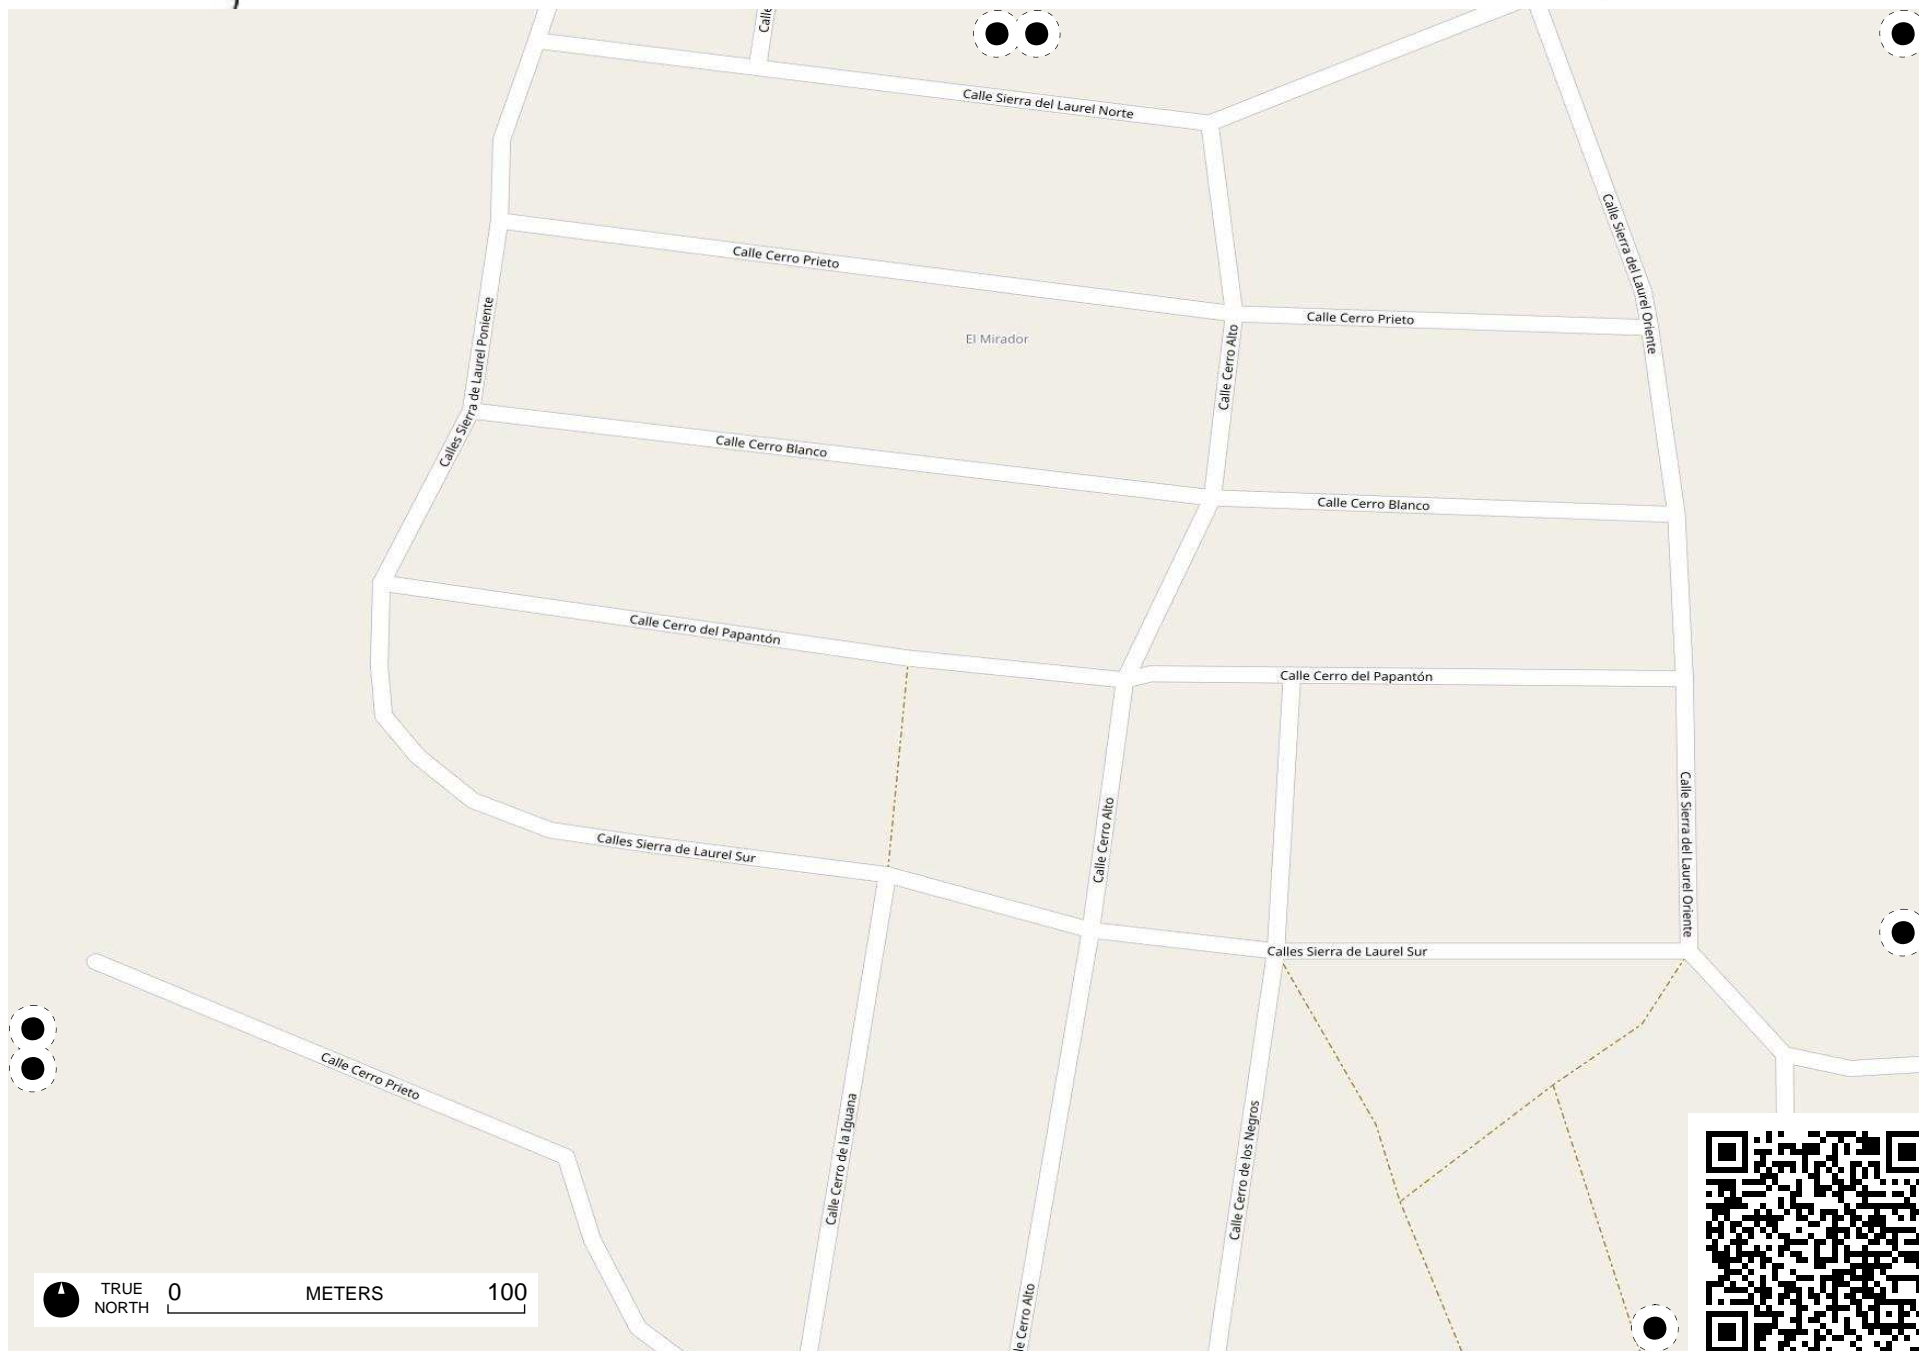 Calle
Calle Sierra del Laurel Norte
Calle Sierra del Laurel Oriente
Calle Cerro Prieto
Calle Cerro Prieto
El Mirador
Calles Sierra de Laurel Poniente
Calle Cerro Alto
Calle Cerro Blanco
Calle Cerro Blanco
Calle Cerro del Papantón
Calle Cerro del Papantón
Calle Cerro Alto
Calle Sierra del Laurel Oriente
Calles Sierra de Laurel Sur
Calles Sierra de Laurel Sur
Calle Cerro Prieto
Calle Cerro de la Iguana
Calle Cerro de los Negros
le Cerro Alto
TRUE
NORTH
0 METERS 100